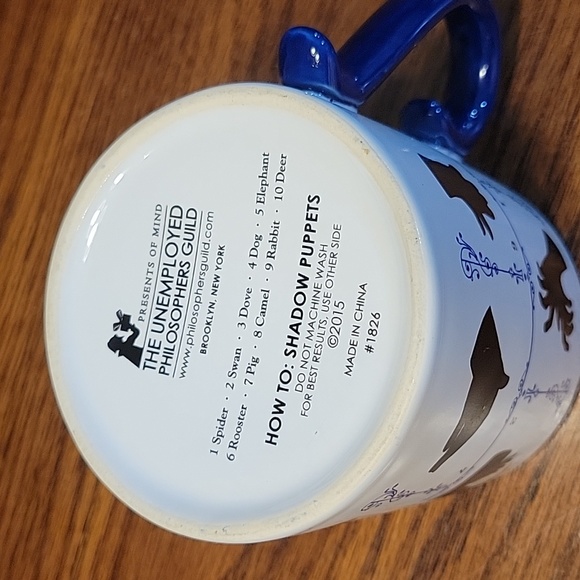 PRESENTS OF MIND
THE UNEMPLOYED
PHILOSOPHERS GUILD
www.philosophersguild.com
BROOKLYN, NEW YORK
1 Spider · 2 Swan · 3 Dove · 4 Dog · 5 Elephant
6 Rooster · 7 Pig · 8 Camel · 9 Rabbit · 10 Deer
HOW TO: SHADOW PUPPETS
DO NOT MACHINE WASH
FOR BEST RESULTS, USE OTHER SIDE
©2015
MADE IN CHINA
#1826